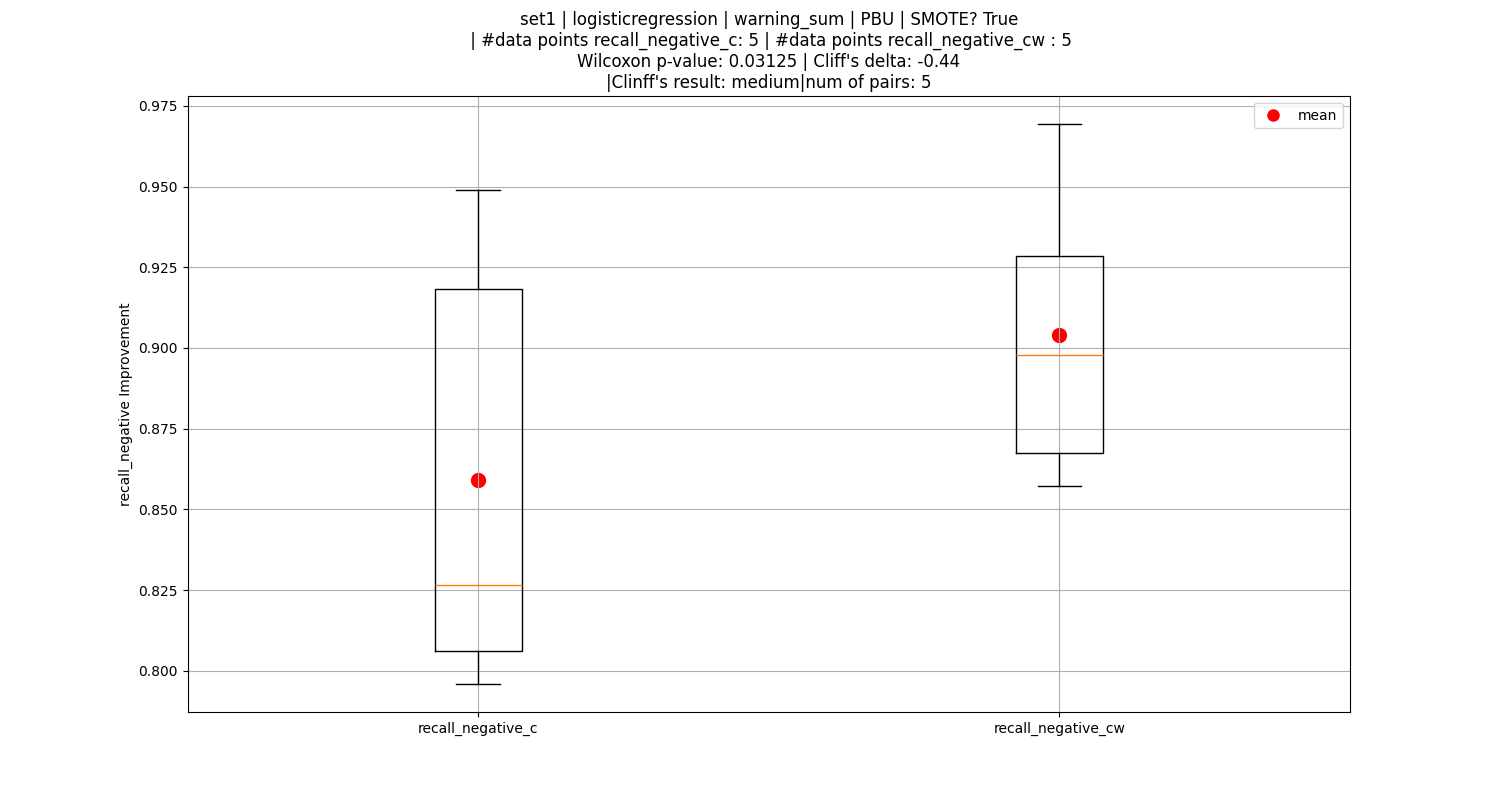 set1 | logisticregression | warning_sum | PBU | SMOTE? True
| #data points recall_negative_c: 5 | #data points recall_negative_cw : 5
Wilcoxon p-value: 0.03125 | Cliff's delta: -0.44
|Clinff's result: medium|num of pairs: 5
mean
0.975
0.950
0.925
0.900
0.875
0.850
0.825
0.800
recall_negative Improvement
recall_negative_c
recall_negative_cw